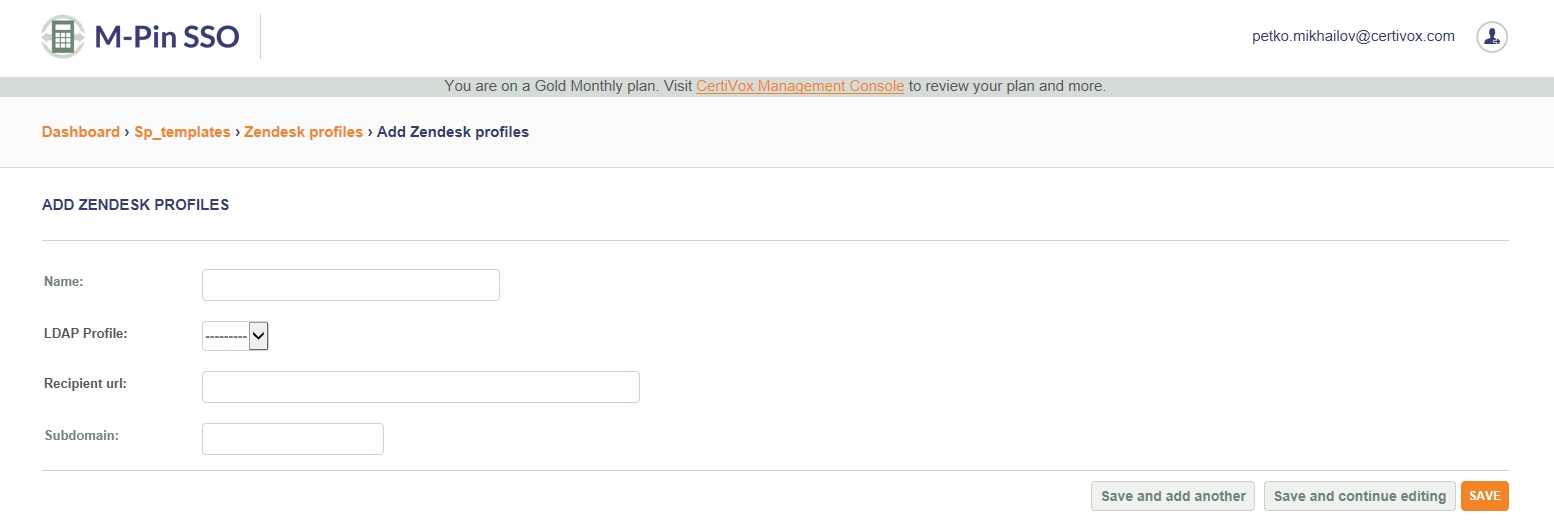 M-Pin SSO
petko.mikhailov@certivox.com
You are on a Gold Monthly plan. Visit CertiVox Management Console to review your plan and more.
Dashboard › Sp_templates › Zendesk profiles › Add Zendesk profiles
ADD ZENDESK PROFILES
Name:
LDAP Profile: ---------
Recipient url:
Subdomain:
Save and add another Save and continue editing SAVE